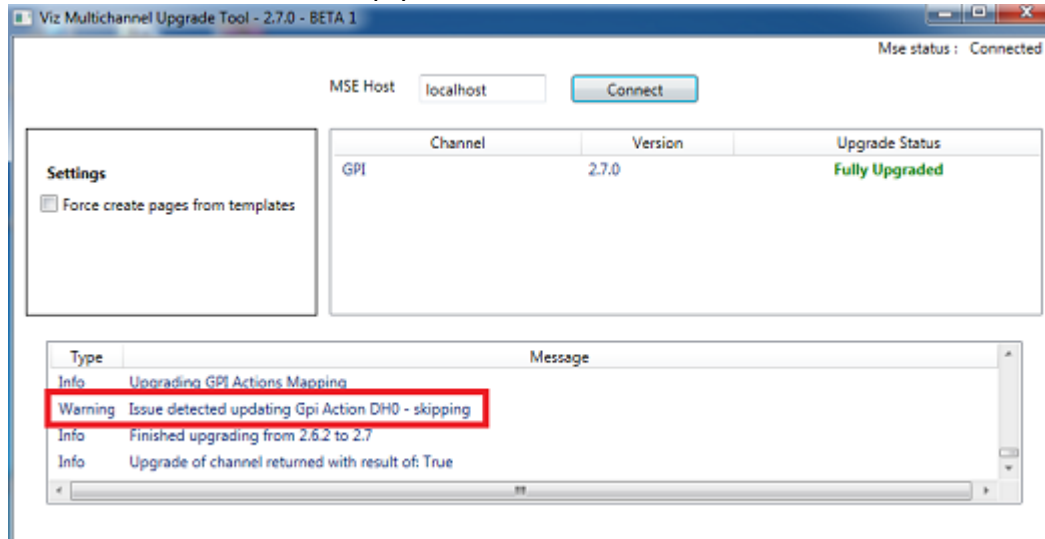 Viz Multichannel Upgrade Tool - 2.7.0 - BETA 1
Mse status : Connected
MSE Host localhost Connect
Channel Version Upgrade Status
Settings
GPI 2.7.0 Fully Upgraded
Force create pages from templates
Type Message
Info Upgrading GPI Actions Mapping
Warning Issue detected updating Gpi Action DH0 - skipping
Info Finished upgrading from 2.6.2 to 2.7
Info Upgrade of channel returned with result of: True